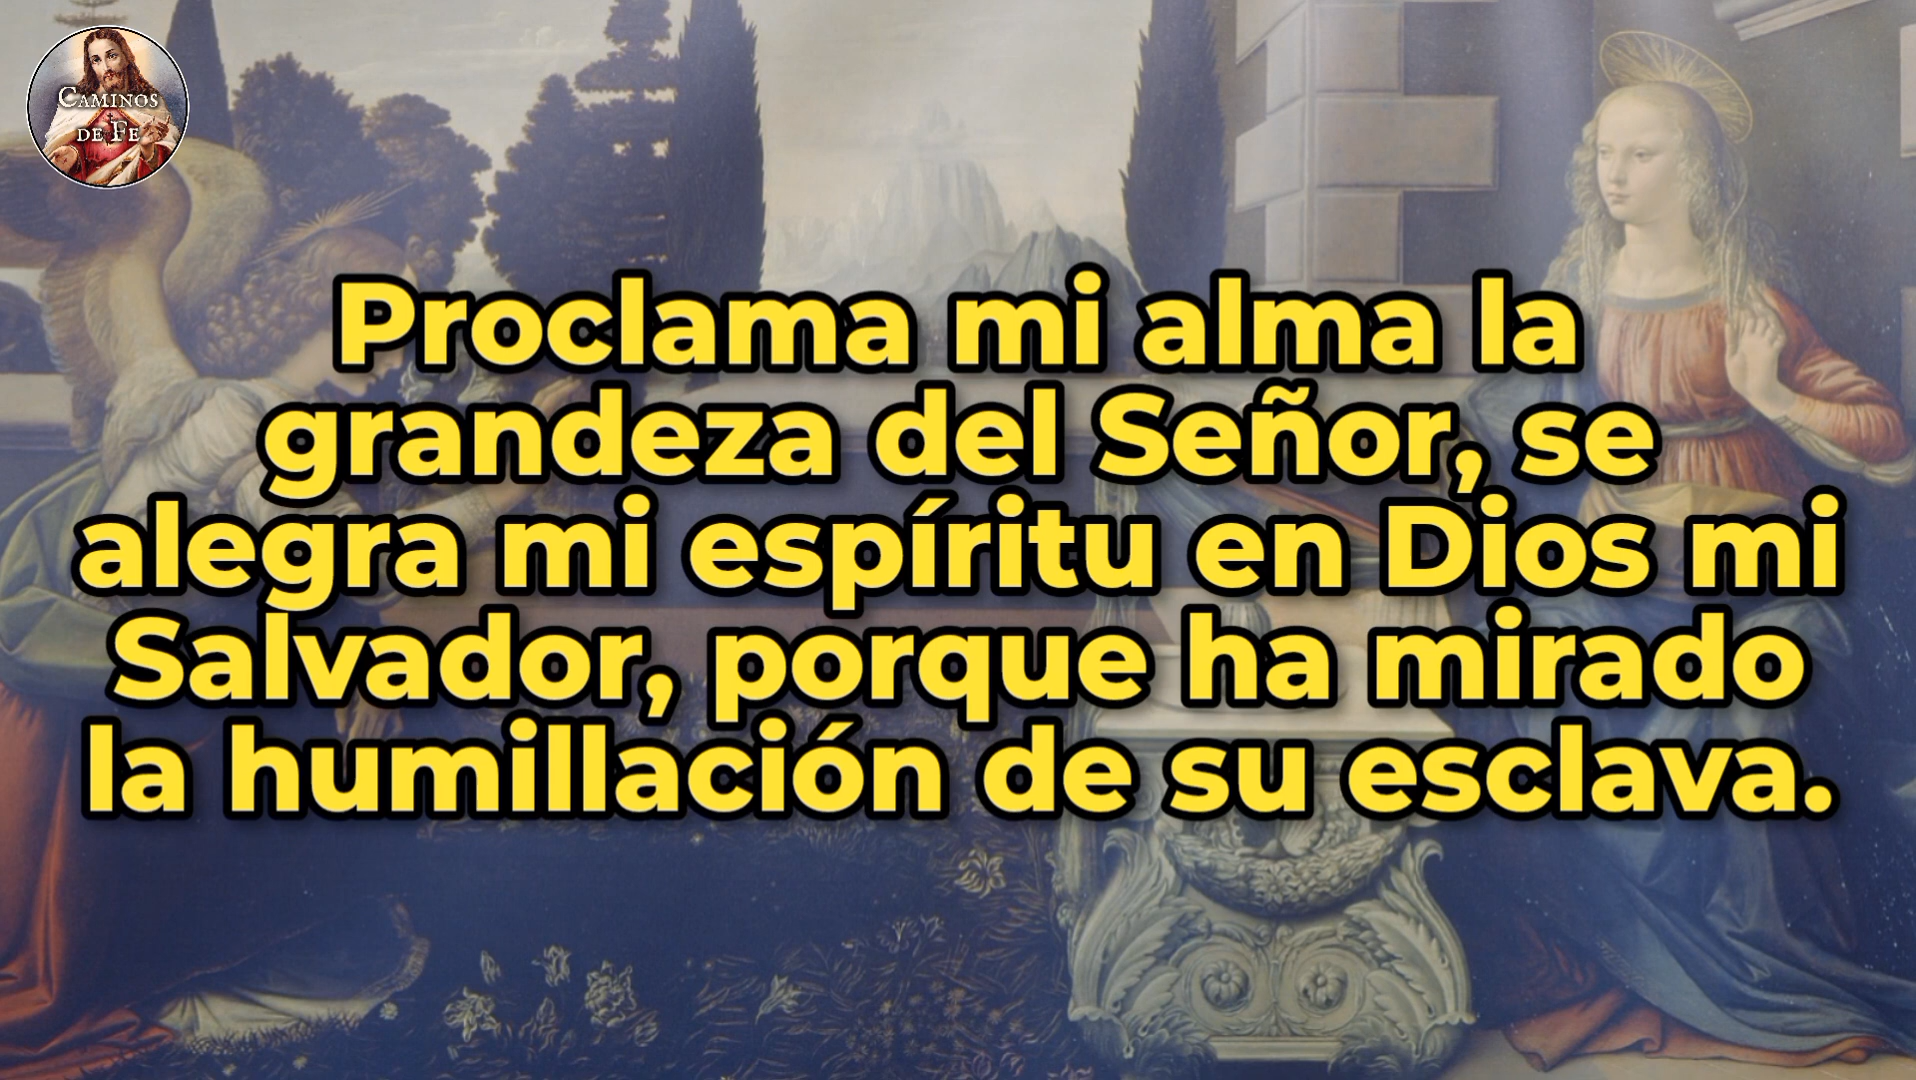 CAMINOS
DE FE
Proclama mi alma la
grandeza del Señor, se
alegra mi espíritu en Dios mi
Salvador, porque ha mirado
la humillación de su esclava.